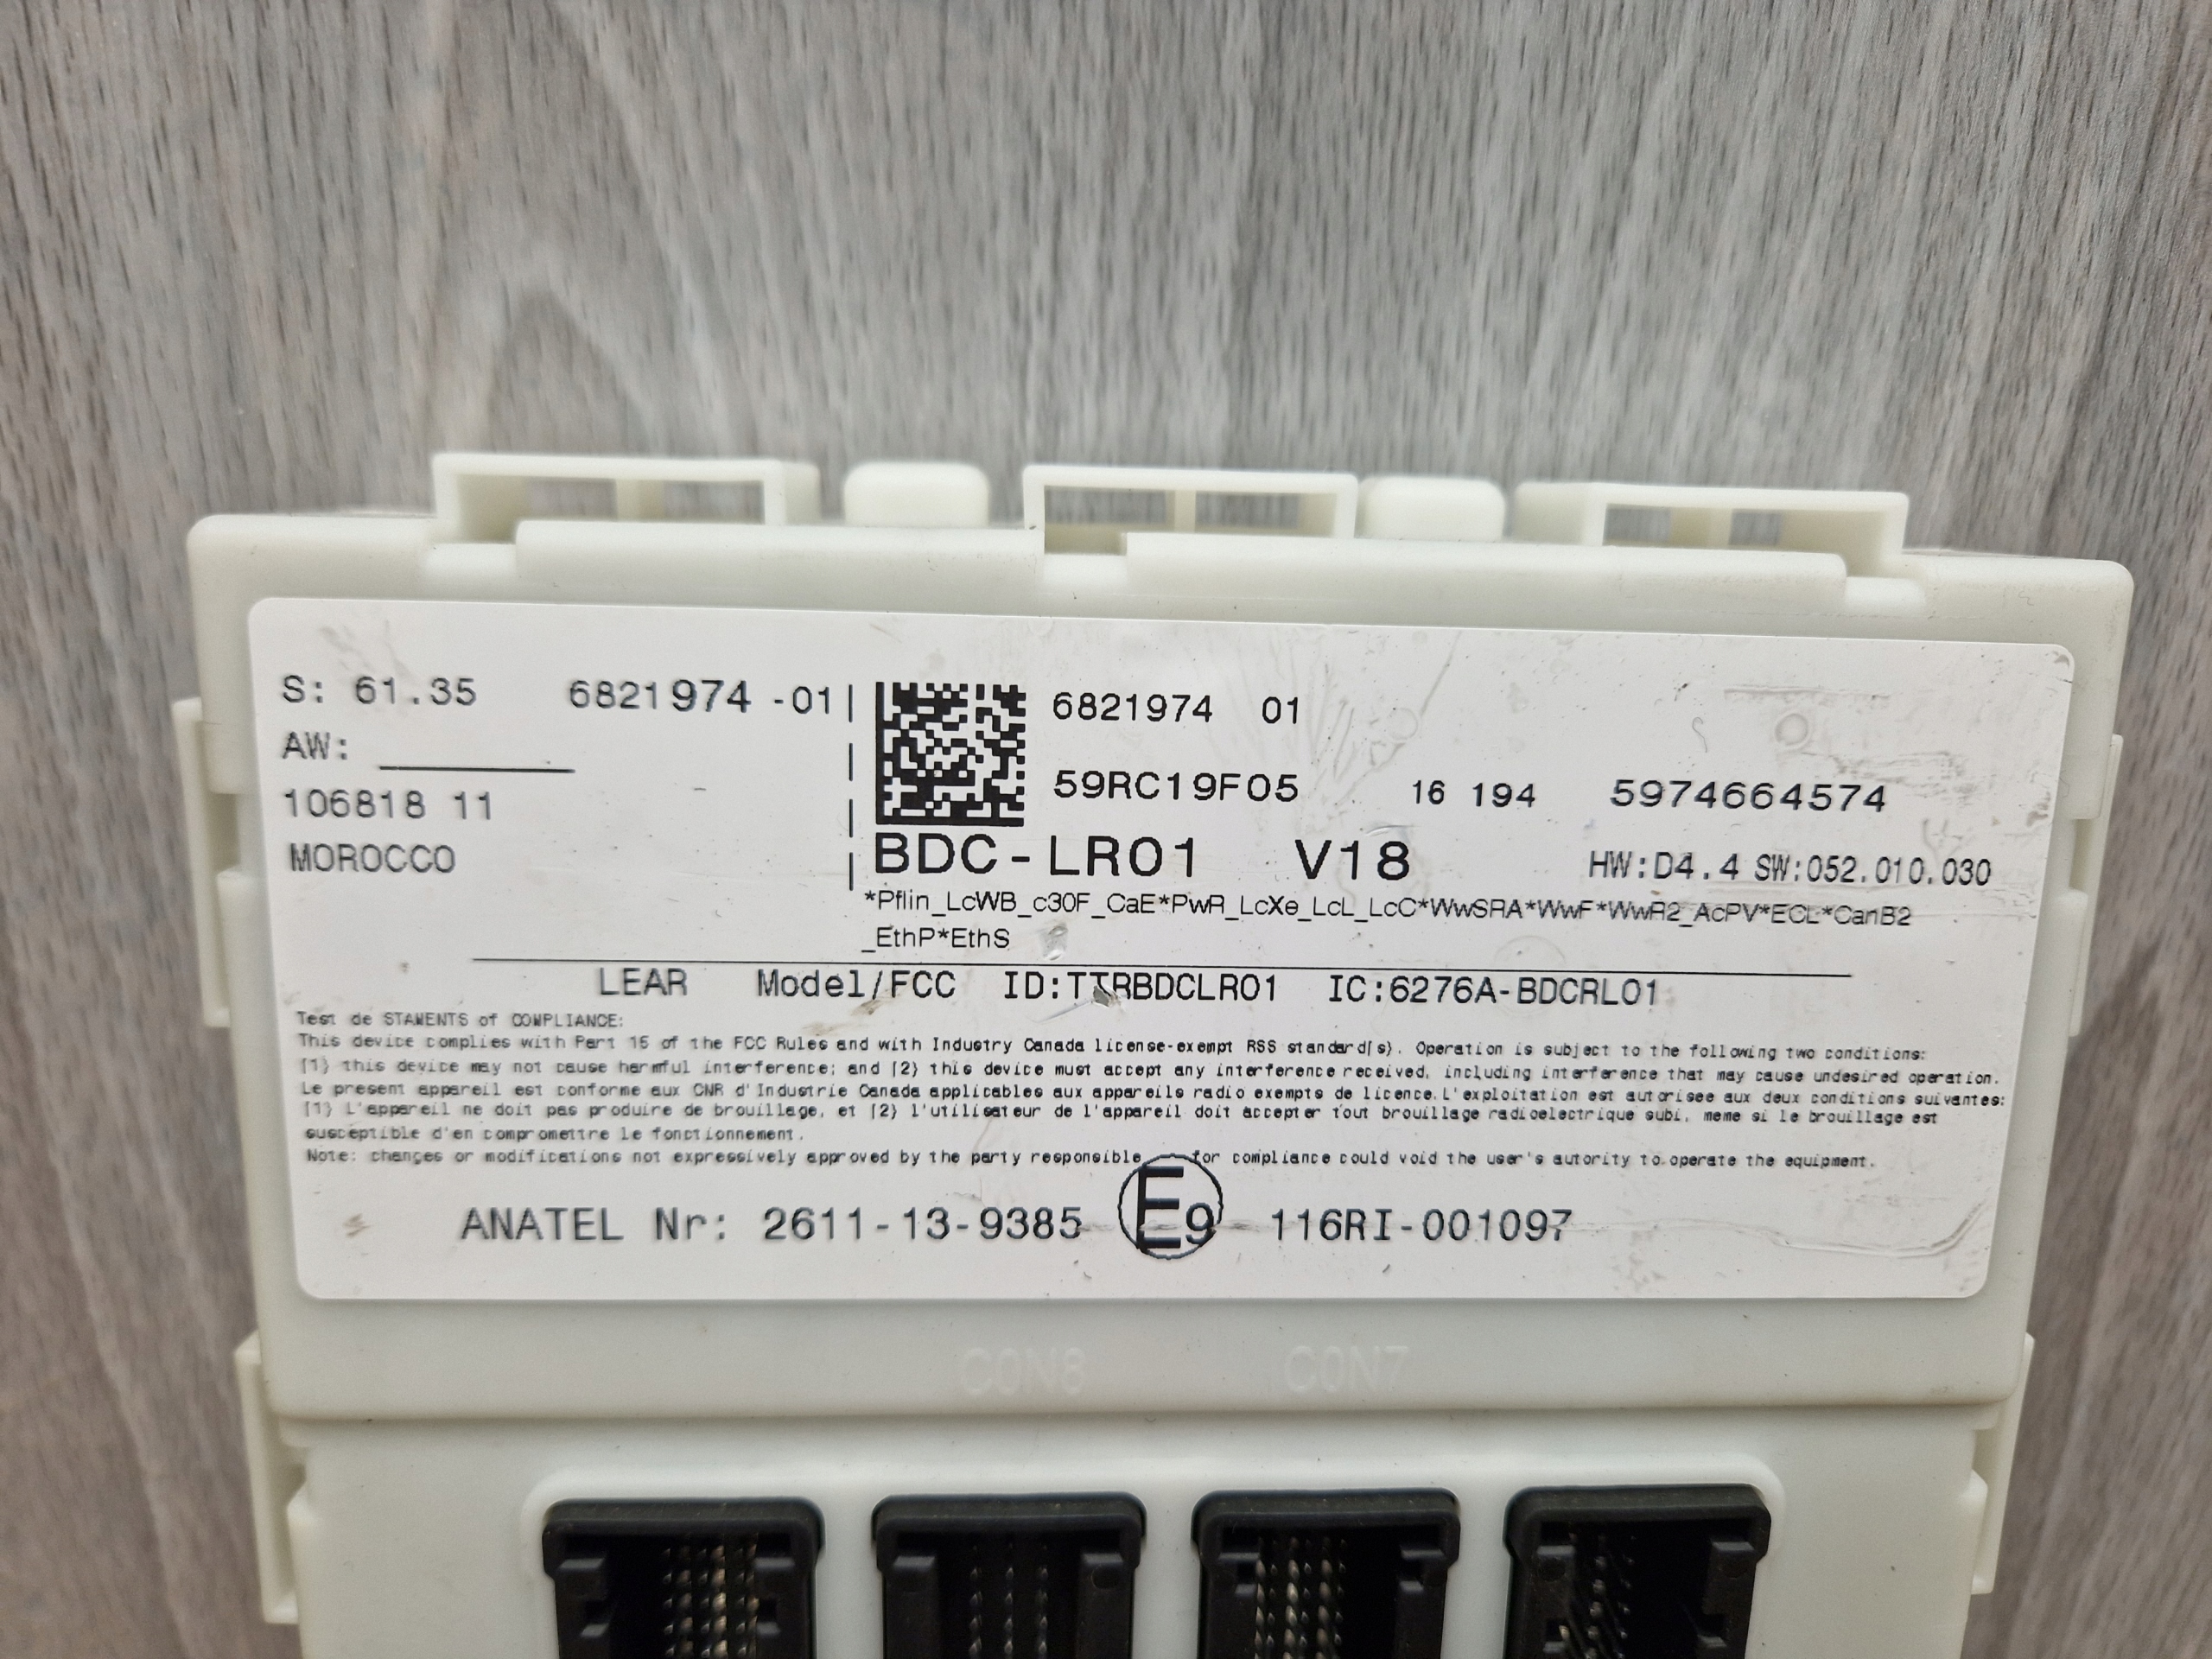 S: 61.35 6821974 -01
AW:
106818 11
MOROCCO
6821974 01
59RC19F05 16 194 5974664574
BDC-LR01 V18 HW:D4.4 SW:052.010.030
*Pflin_LcWB_c30F_CaE*PwR_LcXe_LcL_LcC*WwSRA*WwF*WwR2_AcPV*ECL*CanB2
_EthP*EthS
LEAR Model/FCC ID:TTRBDCLR01 IC:6276A-BDCRL01
Test de STAMENTS of COMPLIANCE:
This device complies with Part 15 of the FCC Rules and with Industry Canada license-exempt RSS standard(s). Operation is subject to the following two conditions:
(1) this device may not cause harmful interference; and (2) this device must accept any interference received, including interference that may cause undesired operation.
Le present appareil est conforme aux CNR d'Industrie Canada applicables aux appareils radio exempts de licence.L'exploitation est autorisee aux deux conditions suivantes:
(1) L'appareil ne doit pas produire de brouillage, et (2) l'utilisateur de l'appareil doit accepter tout brouillage radioelectrique subi, meme si le brouillage est
susceptible d'en compromettre le fonctionnement.
Note: changes or modifications not expressively approved by the party responsible for compliance could void the user's autority to operate the equipment.
ANATEL Nr: 2611-13-9385 E9 116RI-001097
CON8 CON7